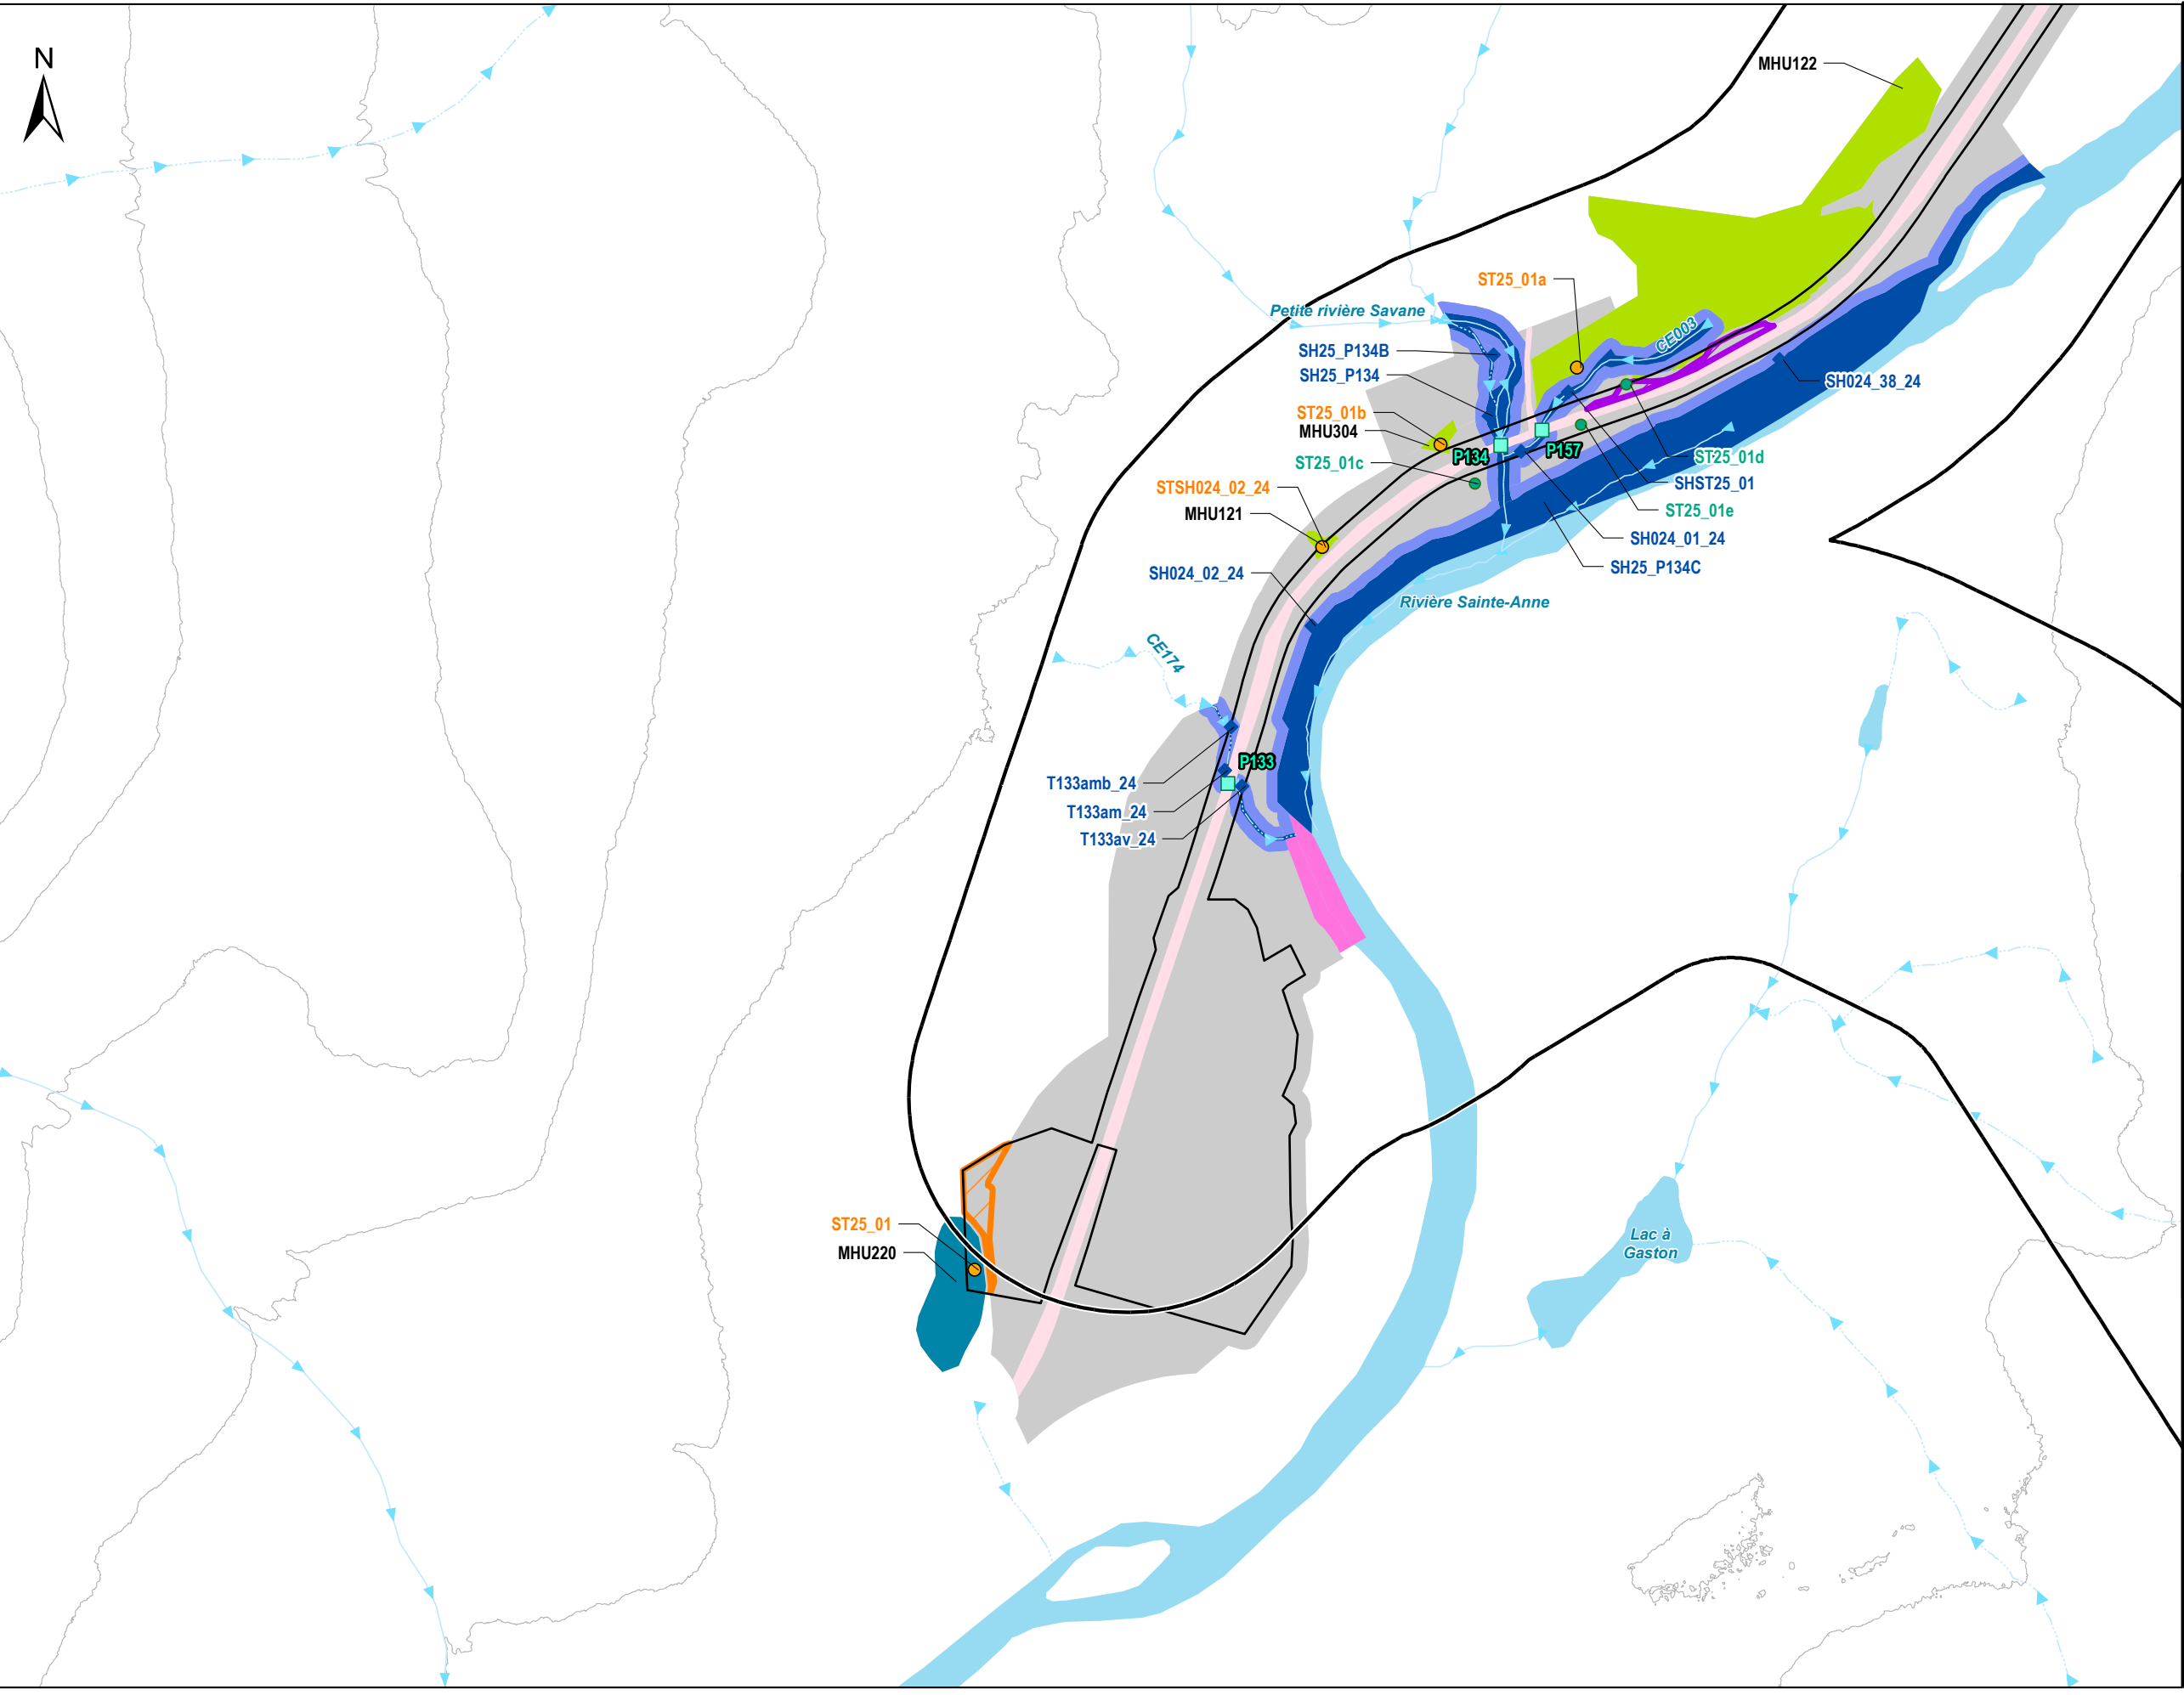 N
MHU122
ST25_01a
Petite rivière Savane
CE003
SH25_P134B
SH25_P134
SH024_38_24
ST25_01b
MHU304
P134
P157
ST25_01c
ST25_01d
STSH024_02_24
SHST25_01
MHU121
ST25_01e
SH024_01_24
SH25_P134C
SH024_02_24
Rivière Sainte-Anne
CE174
P133
T133amb_24
T133am_24
T133av_24
ST25_01
MHU220
Lac à
Gaston